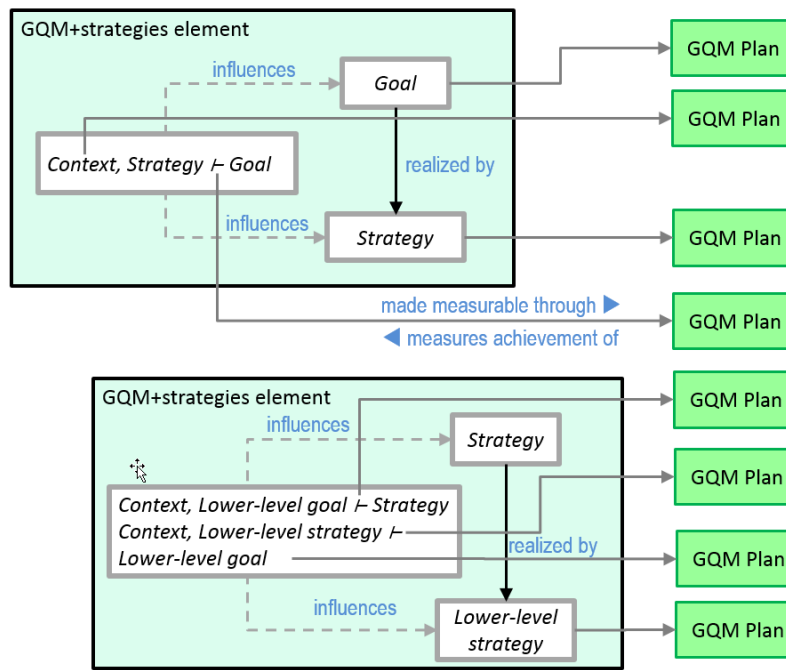 GQM+strategies element
influences
Goal
GQM Plan
GQM Plan
Context, Strategy ⊢ Goal
realized by
influences
Strategy
GQM Plan
made measurable through ▶
GQM Plan
◀ measures achievement of
GQM+strategies element
GQM Plan
influences
Strategy
GQM Plan
Context, Lower-level goal ⊢ Strategy
Context, Lower-level strategy ⊢
Lower-level goal
realized by
GQM Plan
influences
Lower-level
strategy
GQM Plan